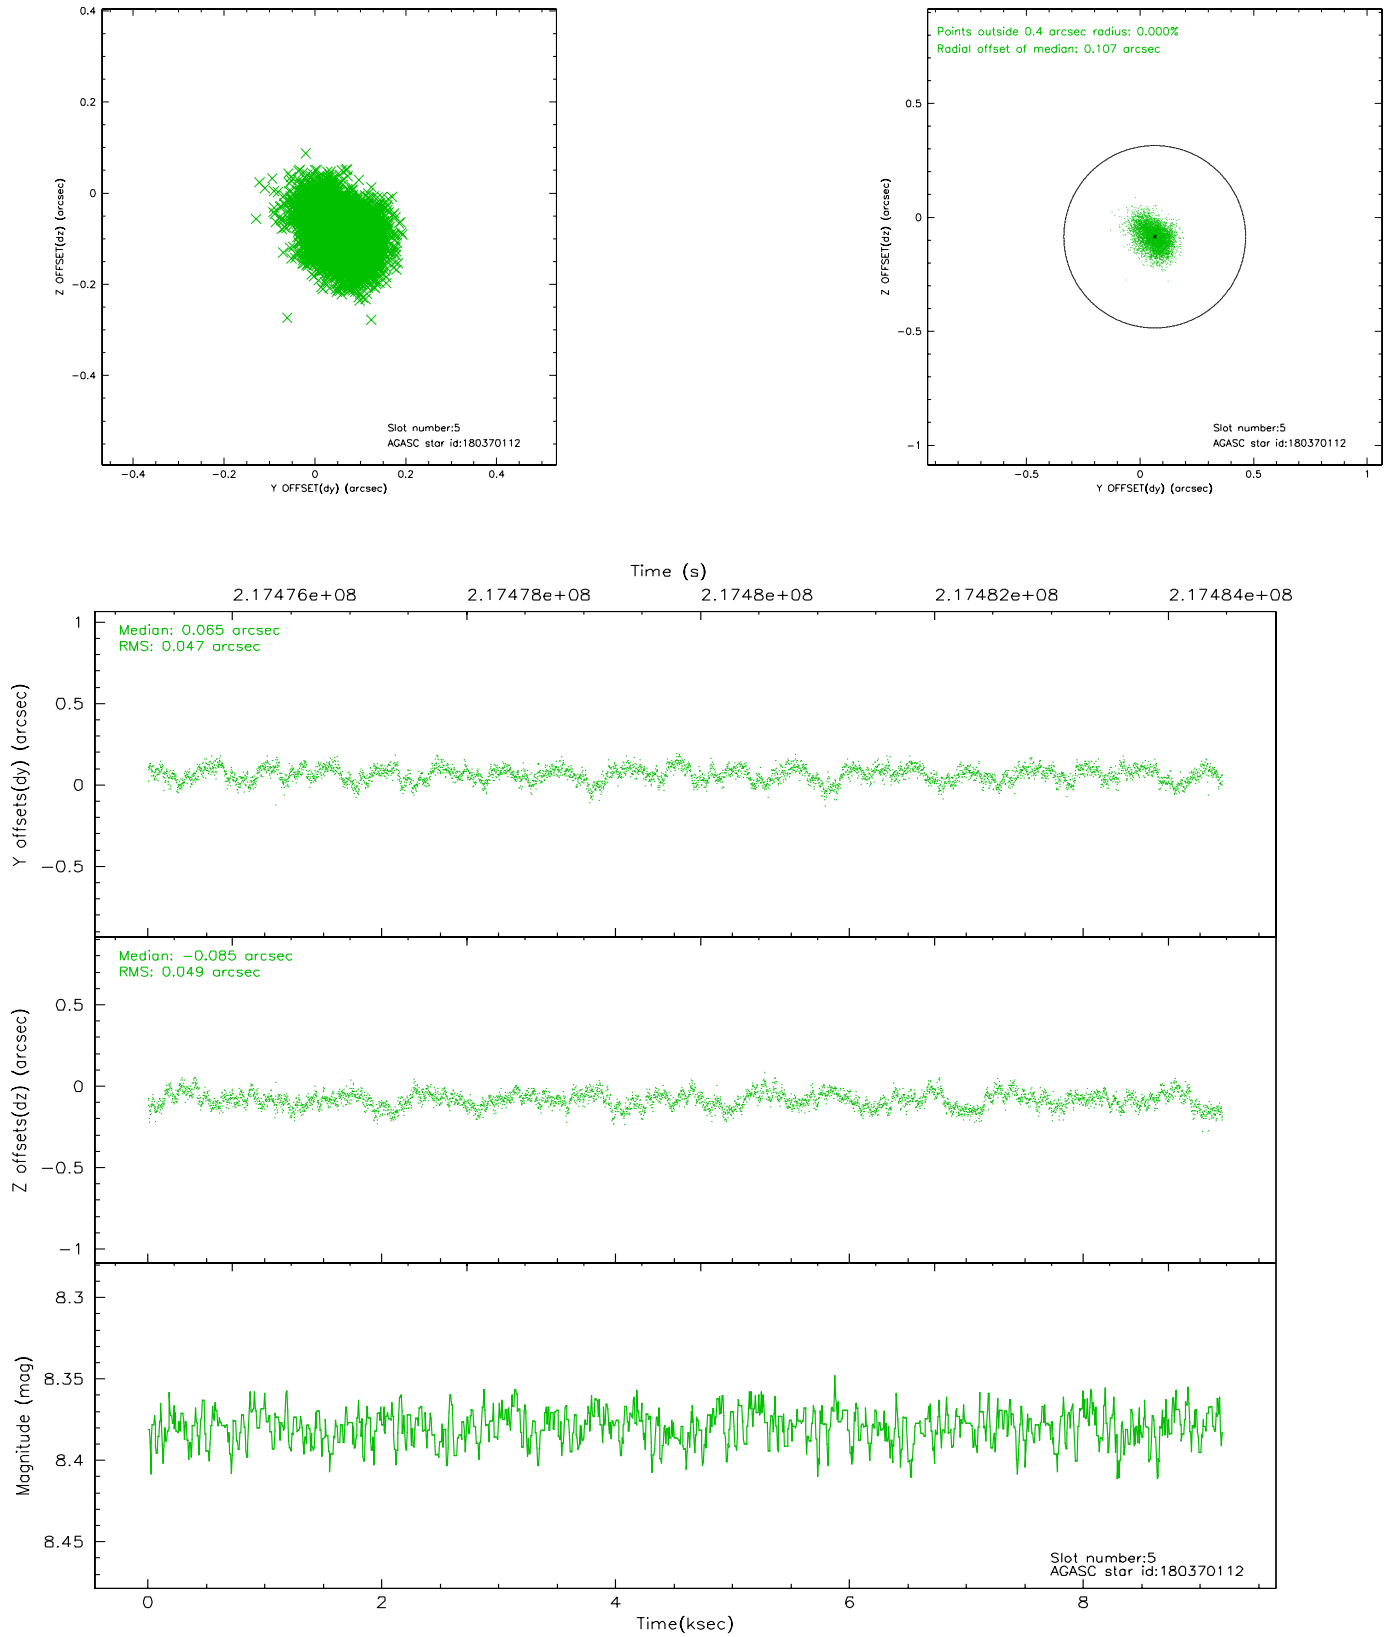 0.4
0.2
0
−0.2
−0.4
Z OFFSET(dz) (arcsec)
Slot number:5
AGASC star id:180370112
−0.4 −0.2 0 0.2 0.4
Y OFFSET(dy) (arcsec)
Points outside 0.4 arcsec radius: 0.000%
Radial offset of median: 0.107 arcsec
0.5
0
−0.5
−1
Z OFFSET(dz) (arcsec)
Slot number:5
AGASC star id:180370112
−0.5 0 0.5 1
Y OFFSET(dy) (arcsec)
Time (s)
2.17476e+08 2.17478e+08 2.1748e+08 2.17482e+08 2.17484e+08
Median: 0.065 arcsec
RMS: 0.047 arcsec
1
0.5
0
−0.5
Y offsets(dy) (arcsec)
Median: −0.085 arcsec
RMS: 0.049 arcsec
0.5
0
−0.5
−1
Z offsets(dz) (arcsec)
8.3
8.35
8.4
8.45
Magnitude (mag)
Slot number:5
AGASC star id:180370112
0 2 4 6 8
Time(ksec)